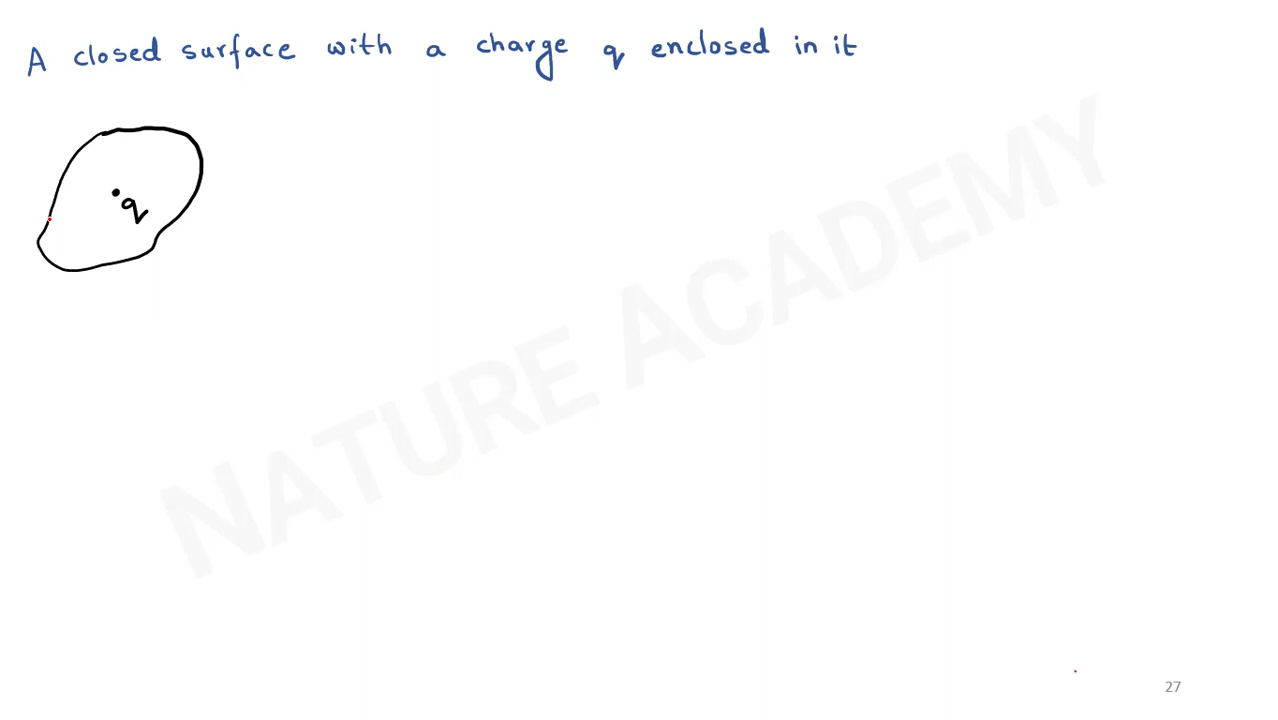 A closed surface with a charge q enclosed in it
q
NATURE ACADEMY
27